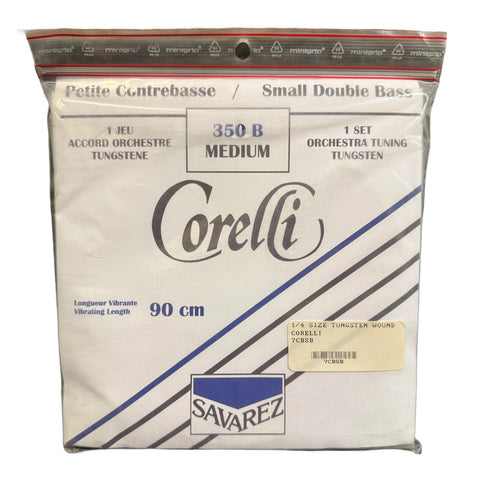 minigrip minigrip minigrip minigrip minigrip
Petite Contrebasse / Small Double Bass
1 JEU
ACCORD ORCHESTRE
TUNGSTENE
350 B
MEDIUM
1 SET
ORCHESTRA TUNING
TUNGSTEN
Corelli
Longueur Vibrante
Vibrating Length
90 cm
1/4 SIZE TUNGSTEN WOUND
CORELLI
7CBSB
7CBSB
SAVAREZ